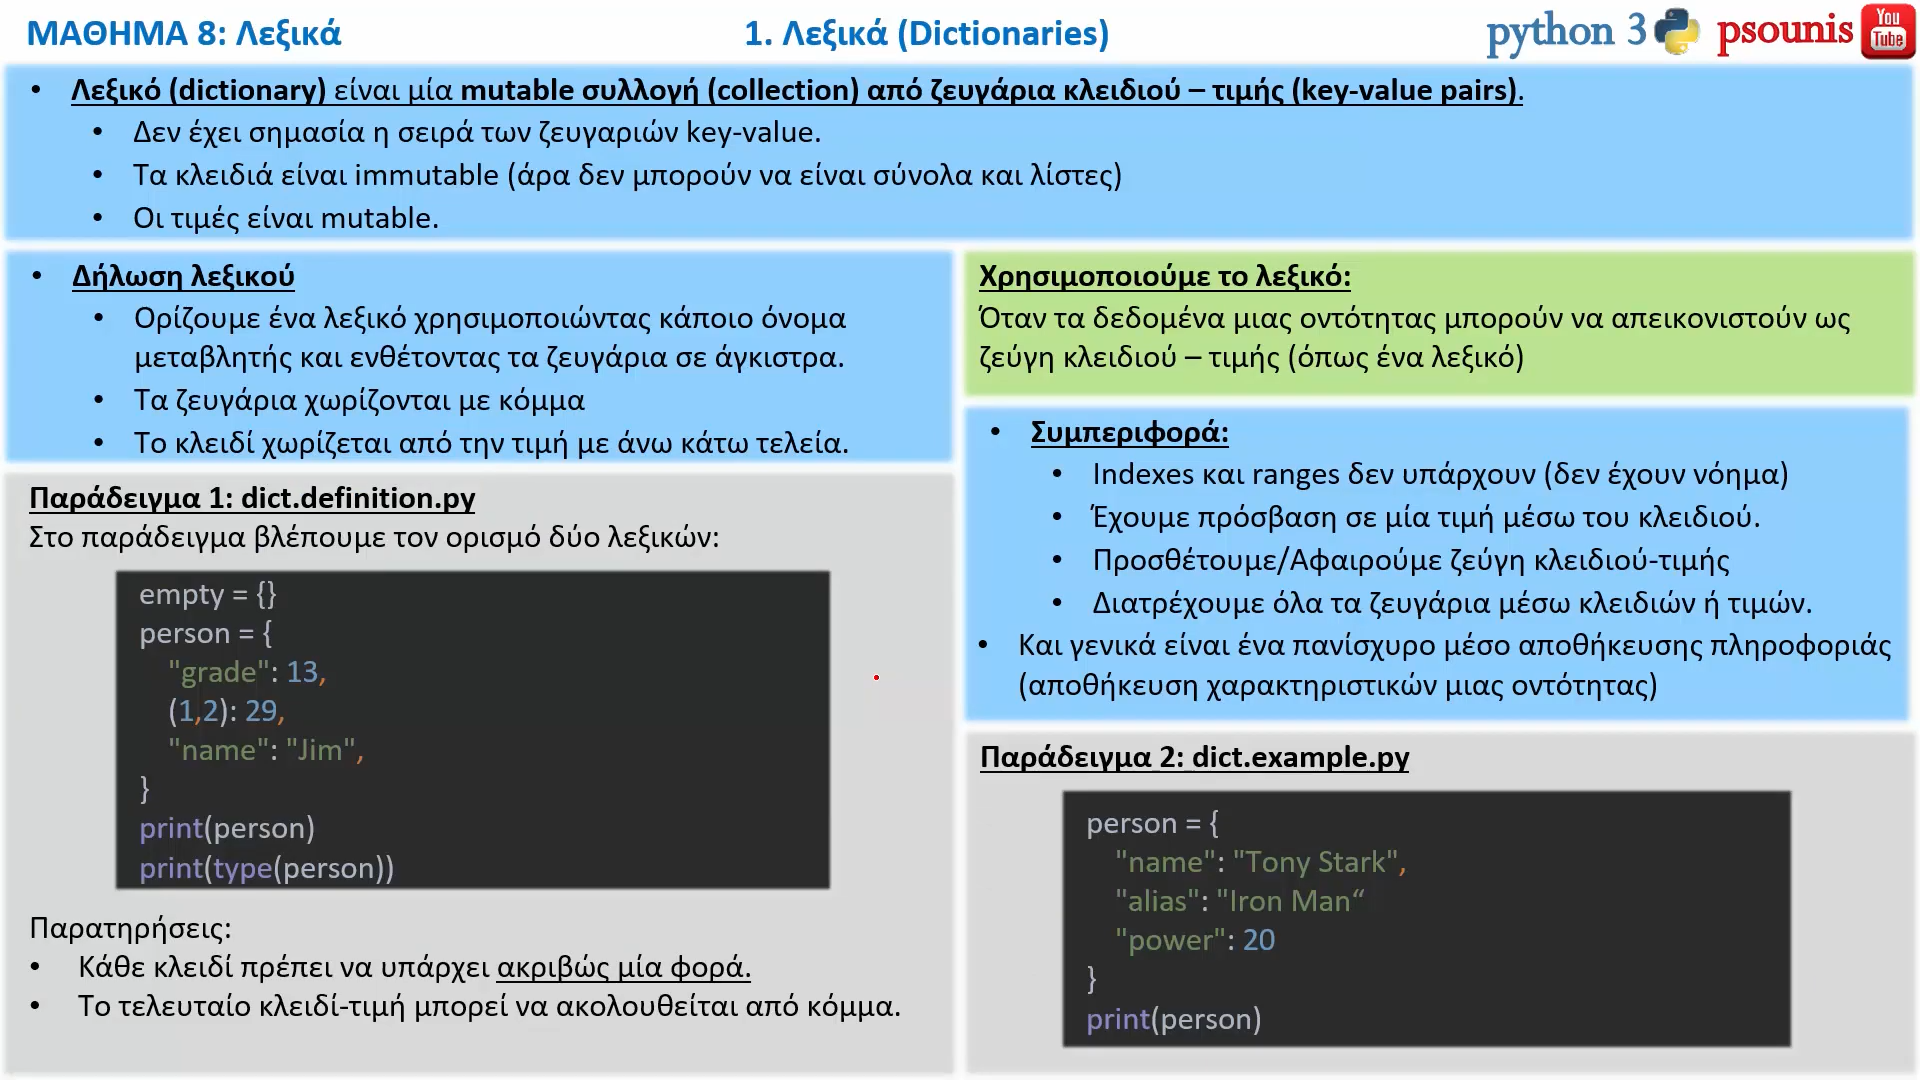 ΜΑΘΗΜΑ 8: Λεξικά
1. Λεξικά (Dictionaries)
python 3
psounis
You
Tube
• Λεξικό (dictionary) είναι μία mutable συλλογή (collection) από ζευγάρια κλειδιού – τιμής (key-value pairs).
• Δεν έχει σημασία η σειρά των ζευγαριών key-value.
• Τα κλειδιά είναι immutable (άρα δεν μπορούν να είναι σύνολα και λίστες)
• Οι τιμές είναι mutable.
• Δήλωση λεξικού
• Ορίζουμε ένα λεξικό χρησιμοποιώντας κάποιο όνομα
μεταβλητής και ενθέτοντας τα ζευγάρια σε άγκιστρα.
• Τα ζευγάρια χωρίζονται με κόμμα
• Το κλειδί χωρίζεται από την τιμή με άνω κάτω τελεία.
Παράδειγμα 1: dict.definition.py
Στο παράδειγμα βλέπουμε τον ορισμό δύο λεξικών:
empty = {}
person = {
"grade": 13,
(1,2): 29,
"name": "Jim",
}
print(person)
print(type(person))
Παρατηρήσεις:
• Κάθε κλειδί πρέπει να υπάρχει ακριβώς μία φορά.
• Το τελευταίο κλειδί-τιμή μπορεί να ακολουθείται από κόμμα.
Χρησιμοποιούμε το λεξικό:
Όταν τα δεδομένα μιας οντότητας μπορούν να απεικονιστούν ως
ζεύγη κλειδιού – τιμής (όπως ένα λεξικό)
• Συμπεριφορά:
• Indexes και ranges δεν υπάρχουν (δεν έχουν νόημα)
• Έχουμε πρόσβαση σε μία τιμή μέσω του κλειδιού.
• Προσθέτουμε/Αφαιρούμε ζεύγη κλειδιού-τιμής
• Διατρέχουμε όλα τα ζευγάρια μέσω κλειδιών ή τιμών.
• Και γενικά είναι ένα πανίσχυρο μέσο αποθήκευσης πληροφοριάς
(αποθήκευση χαρακτηριστικών μιας οντότητας)
Παράδειγμα 2: dict.example.py
person = {
"name": "Tony Stark",
"alias": "Iron Man“
"power": 20
}
print(person)